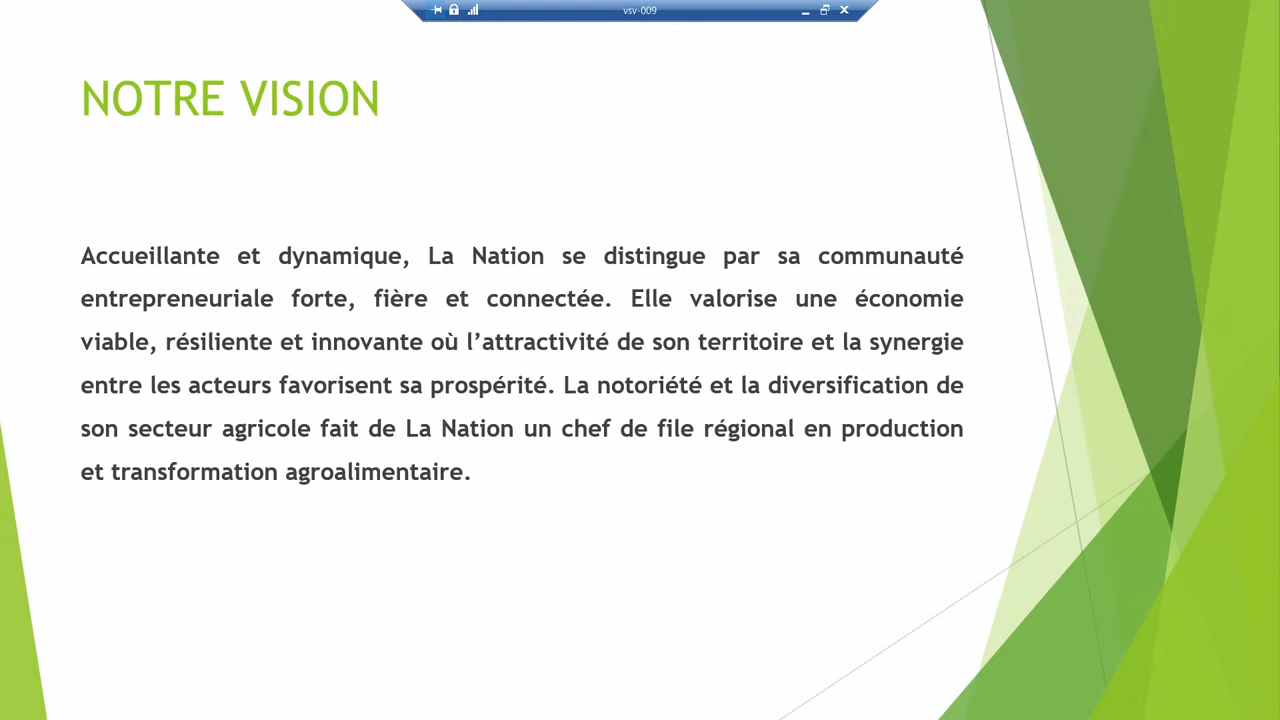 vsv-009
NOTRE VISION
Accueillante et dynamique, La Nation se distingue par sa communauté
entrepreneuriale forte, fière et connectée. Elle valorise une économie
viable, résiliente et innovante où l’attractivité de son territoire et la synergie
entre les acteurs favorisent sa prospérité. La notoriété et la diversification de
son secteur agricole fait de La Nation un chef de file régional en production
et transformation agroalimentaire.